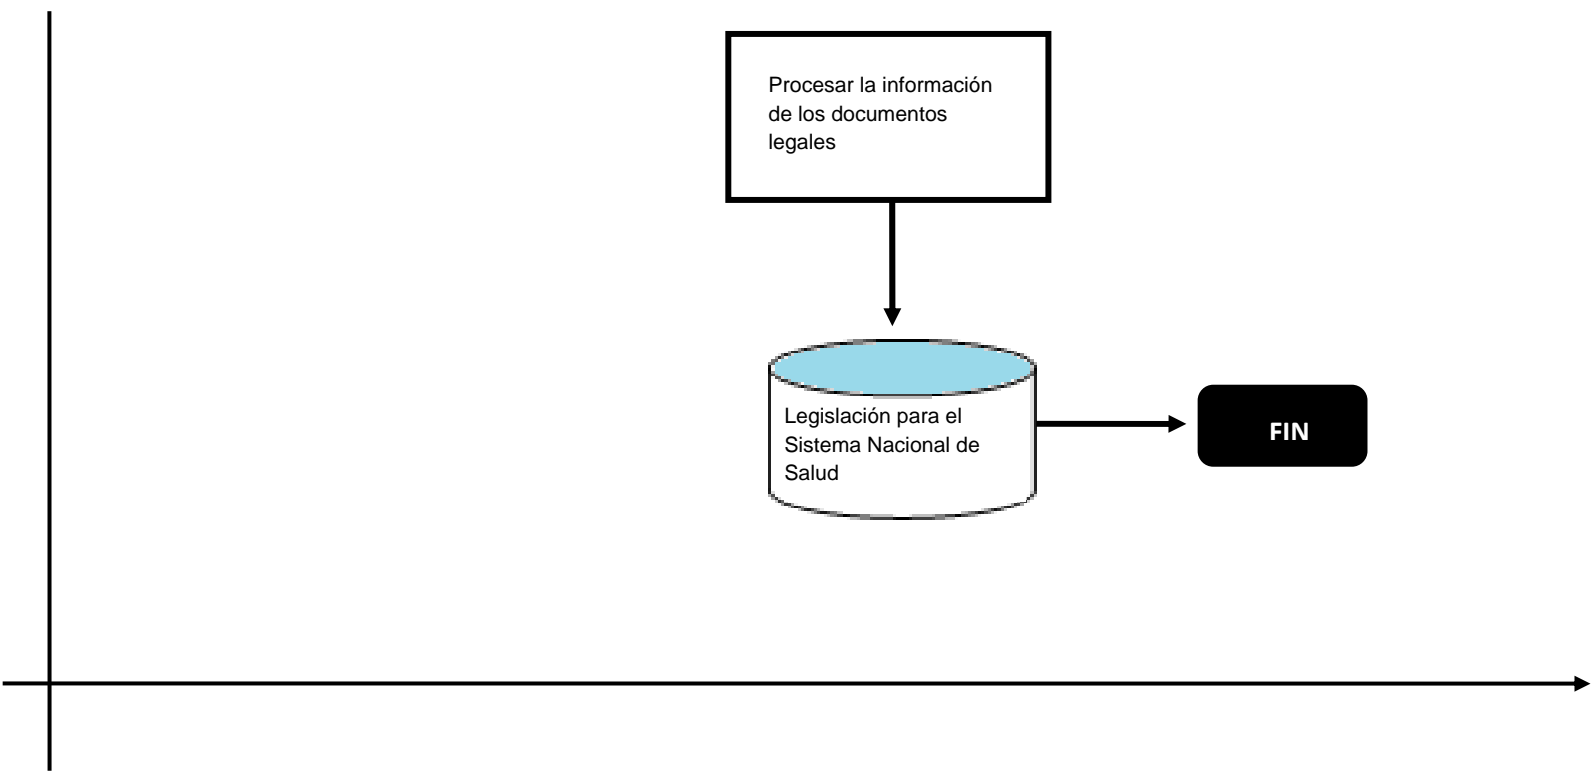 Procesar la información
de los documentos
legales
Legislación para el
Sistema Nacional de
Salud
FIN